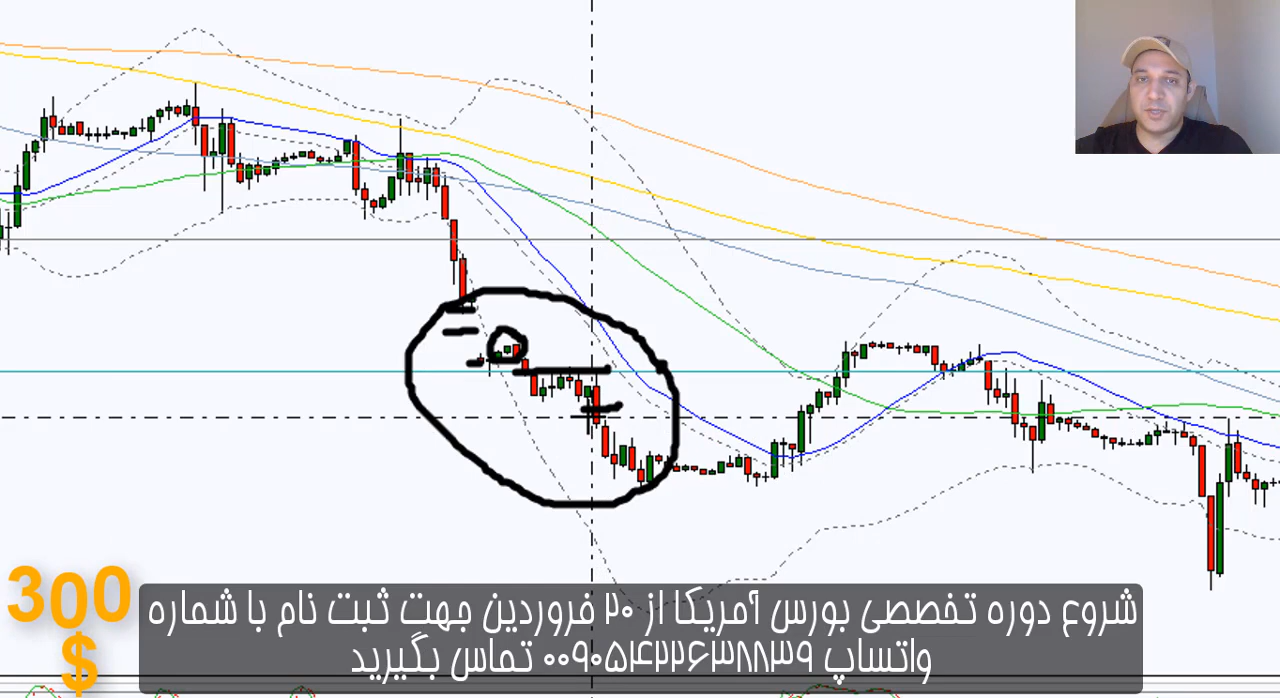 300
$
شروع دوره تخصصی بورس آمریکا از ۲۰ فروردین جهت ثبت نام با شماره
واتساپ ۰۰۹۰۵۴۲۲۶۳۸۸۳۹ تماس بگیرید